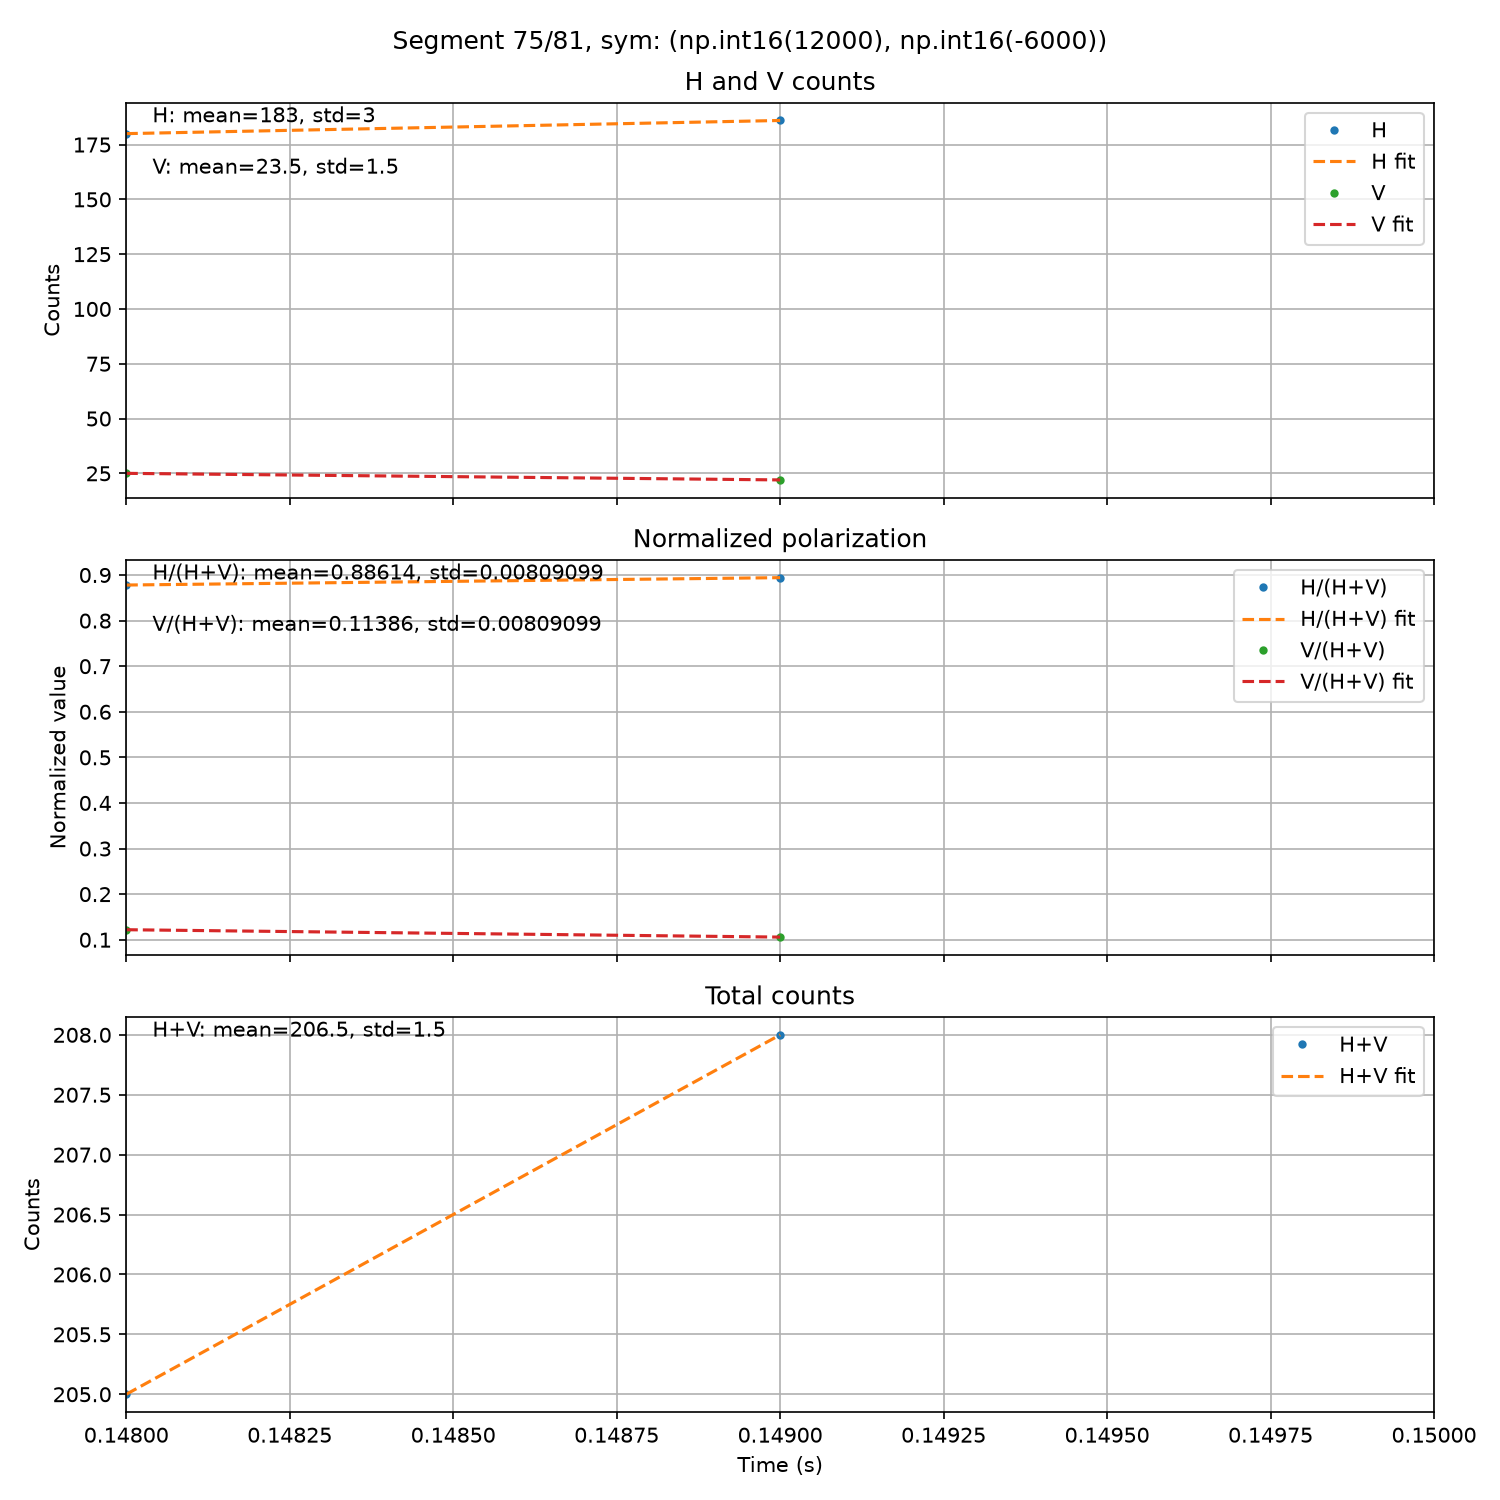 Segment 75/81, sym: (np.int16(12000), np.int16(-6000))
H and V counts
H: mean=183, std=3
V: mean=23.5, std=1.5
H
H fit
V
V fit
175
150
125
100
75
50
25
Counts
Normalized polarization
H/(H+V): mean=0.88614, std=0.00809099
V/(H+V): mean=0.11386, std=0.00809099
H/(H+V)
H/(H+V) fit
V/(H+V)
V/(H+V) fit
0.9
0.8
0.7
0.6
0.5
0.4
0.3
0.2
0.1
Normalized value
Total counts
H+V: mean=206.5, std=1.5
H+V
H+V fit
208.0
207.5
207.0
206.5
206.0
205.5
205.0
Counts
0.14800 0.14825 0.14850 0.14875 0.14900 0.14925 0.14950 0.14975 0.15000
Time (s)